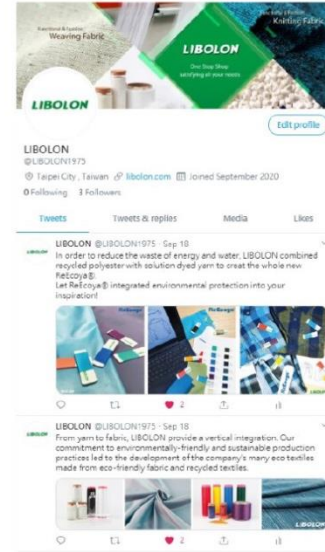 Weaving Fabric
Knitting Fabric
LIBOLON
One Stop Shop
satisfying all your needs
LIBOLON
Edit profile
LIBOLON
@LIBOLON1975
Taipei City, Taiwan libolon.com Joined September 2020
0 Following 3 Followers
Tweets Tweets & replies Media Likes
LIBOLON @LIBOLON1975 · Sep 18
In order to reduce the waste of energy and water, LIBOLON combined
recycled polyester with solution dyed yarn to creat the whole new
ReEcoya®.
Let ReEcoya® integrated environmental protection into your
inspiration!
2
LIBOLON @LIBOLON1975 · Sep 18
From yarn to fabric, LIBOLON provide a vertical integration. Our
commitment to environmentally-friendly and sustainable production
practices led to the development of the company's many eco textiles
made from eco-friendly fabric and recycled textiles.
LIBOLON
2